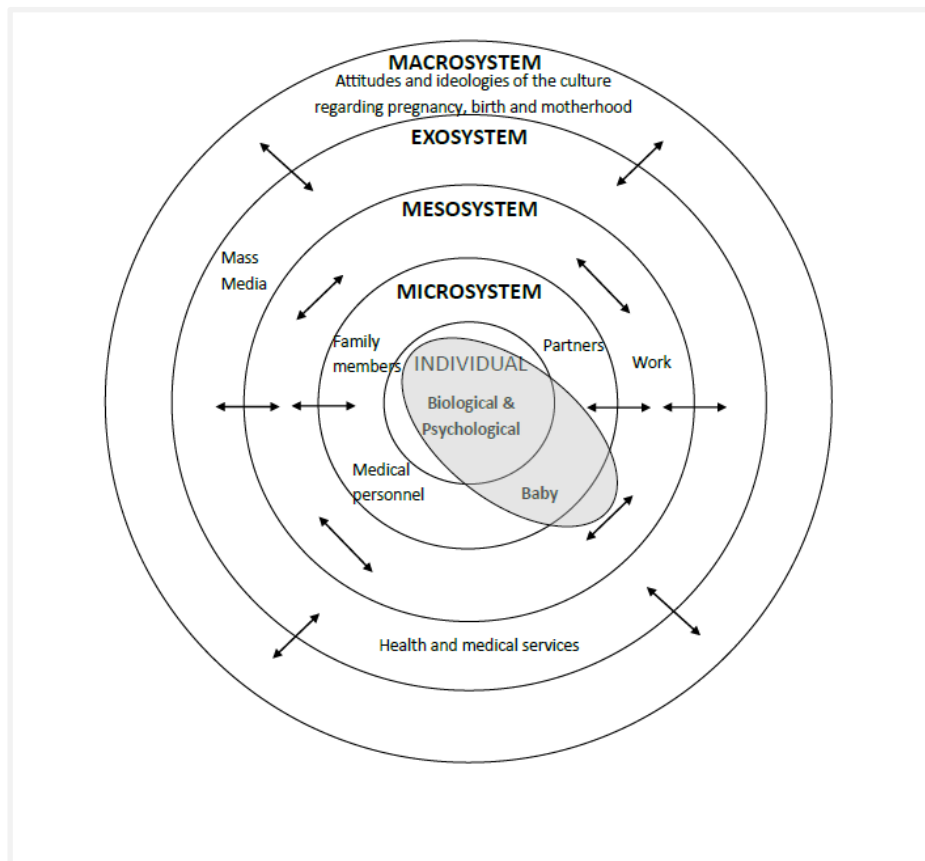 MACROSYSTEM
Attitudes and ideologies of the culture
regarding pregnancy, birth and motherhood
EXOSYSTEM
MESOSYSTEM
Mass
Media
MICROSYSTEM
Family
members
Partners
Work
INDIVIDUAL
Biological &
Psychological
Medical
personnel
Baby
Health and medical services